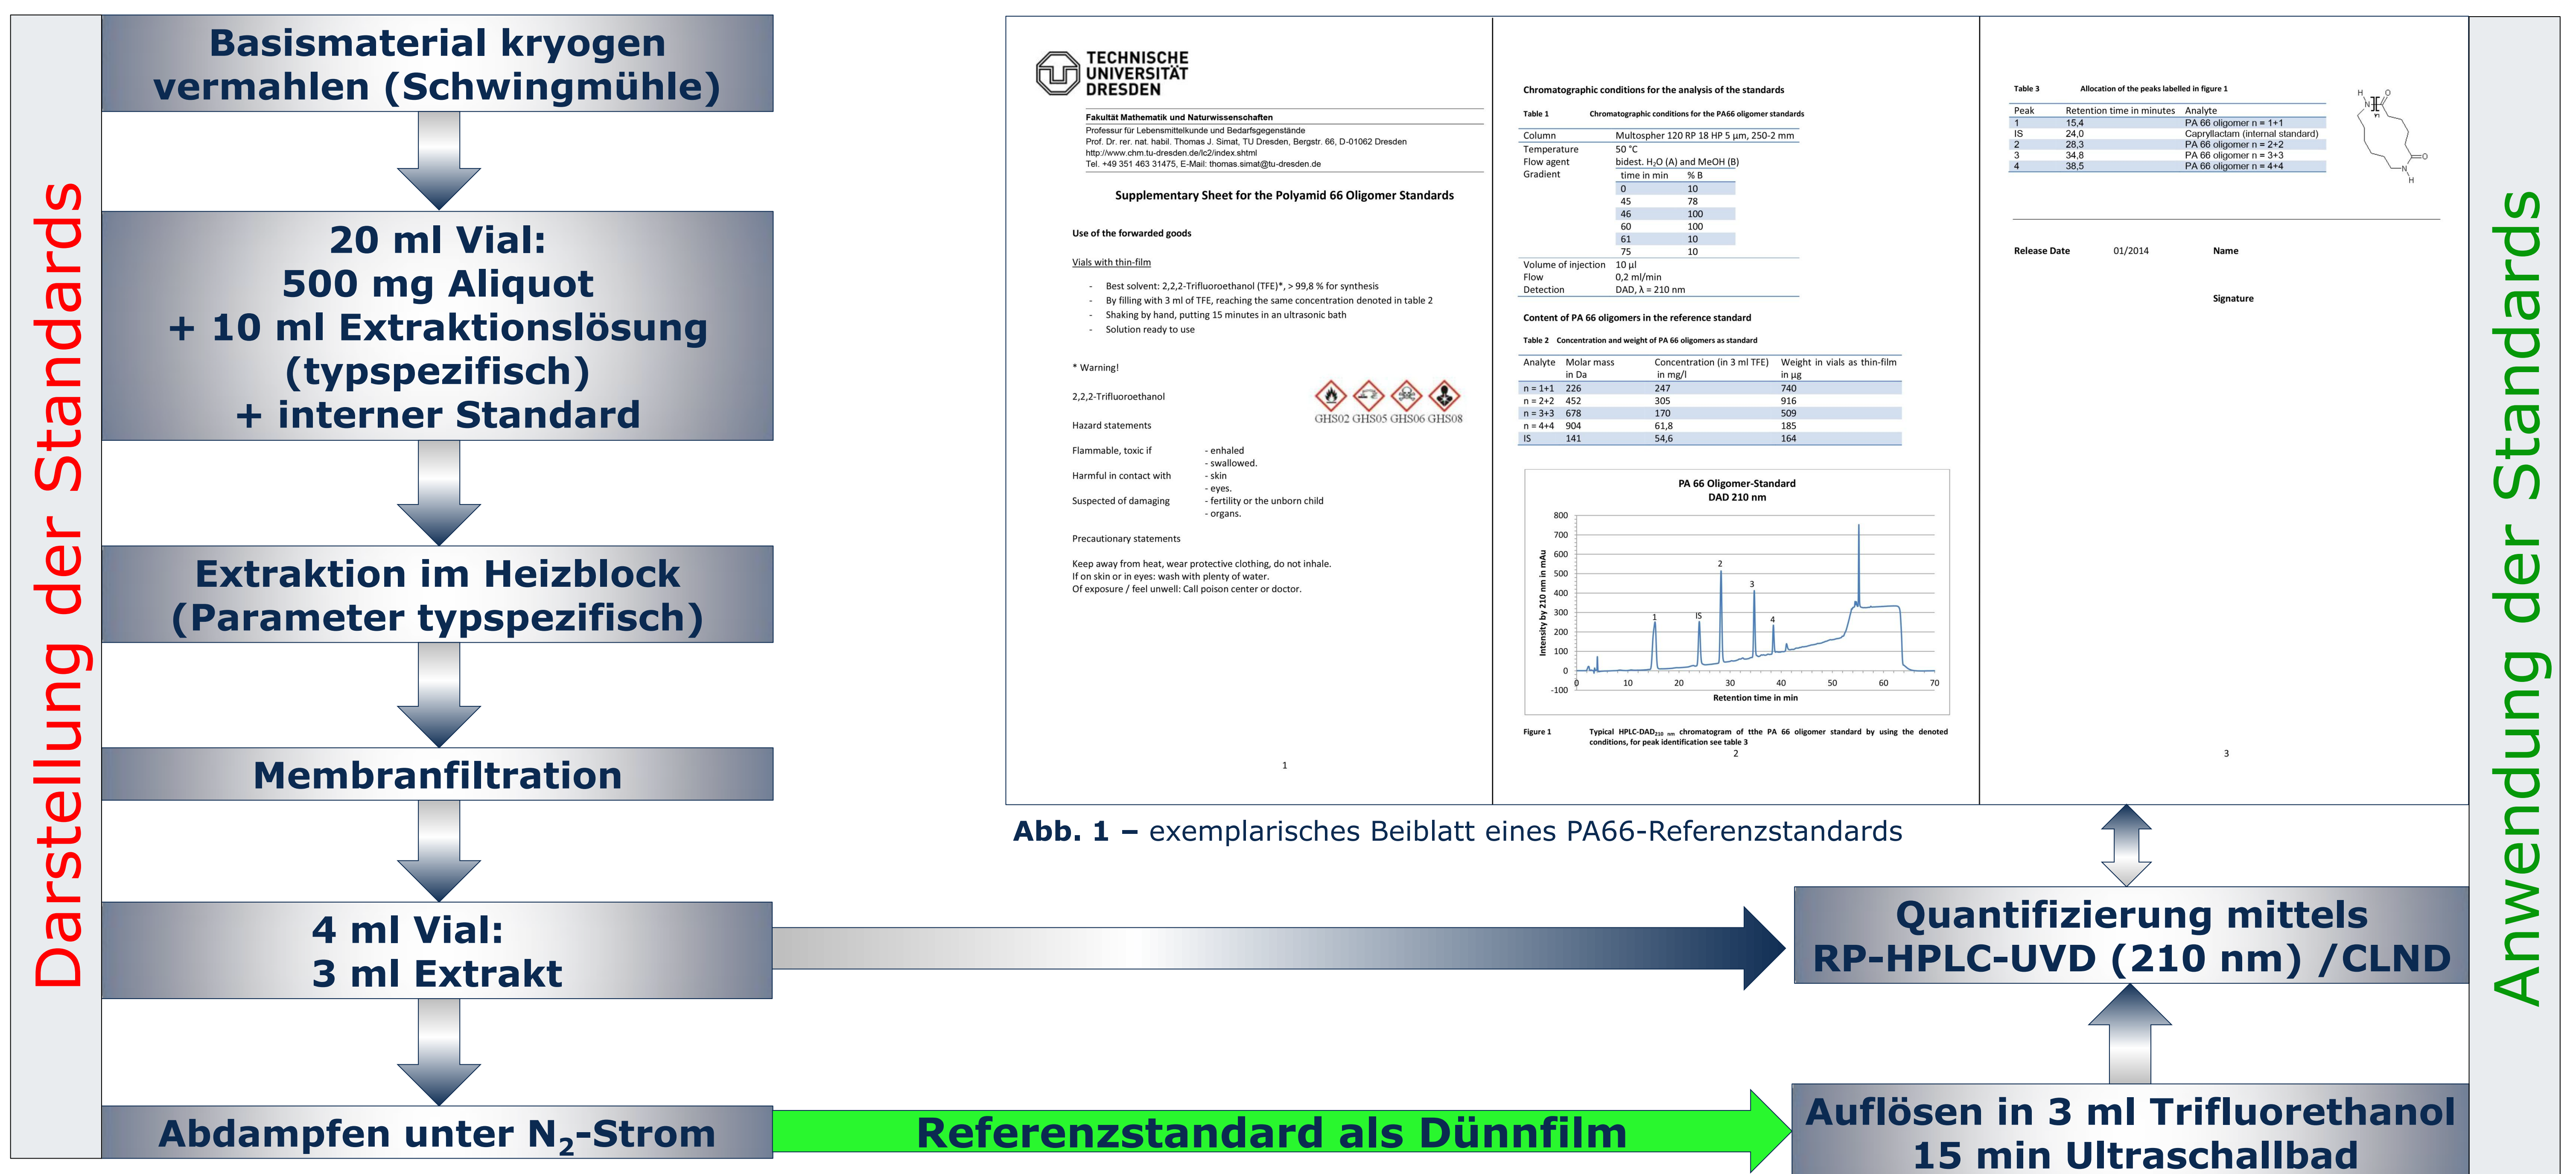 Darstellung der Standards
Basismaterial kryogen
vermahlen (Schwingmühle)
20 ml Vial:
500 mg Aliquot
+ 10 ml Extraktionslösung
(typspezifisch)
+ interner Standard
Extraktion im Heizblock
(Parameter typspezifisch)
Membranfiltration
4 ml Vial:
3 ml Extrakt
Abdampfen unter N2-Strom
TECHNISCHE
UNIVERSITÄT
DRESDEN
Fakultät Mathematik und Naturwissenschaften
Professur für Lebensmittelkunde und Bedarfsgegenstände
Prof. Dr. rer. nat. habil. Thomas J. Simat, TU Dresden, Bergstr. 66, D-01062 Dresden
http://www.chm.tu-dresden.de/lc2/index.shtml
Tel. +49 351 463 31475, E-Mail: thomas.simat@tu-dresden.de
Supplementary Sheet for the Polyamid 66 Oligomer Standards
Use of the forwarded goods
Vials with thin-film
- Best solvent: 2,2,2-Trifluoroethanol (TFE)*, > 99,8 % for synthesis
- By filling with 3 ml of TFE, reaching the same concentration denoted in table 2
- Shaking by hand, putting 15 minutes in an ultrasonic bath
- Solution ready to use
* Warning!
2,2,2-Trifluoroethanol
GHS02 GHS05 GHS06 GHS08
Hazard statements
Flammable, toxic if - enhaled
- swallowed.
Harmful in contact with - skin
- eyes.
Suspected of damaging - fertility or the unborn child
- organs.
Precautionary statements
Keep away from heat, wear protective clothing, do not inhale.
If on skin or in eyes: wash with plenty of water.
Of exposure / feel unwell: Call poison center or doctor.
1
Chromatographic conditions for the analysis of the standards
Table 1 Chromatographic conditions for the PA66 oligomer standards
Column Multospher 120 RP 18 HP 5 µm, 250-2 mm
Temperature 50 °C
Flow agent bidest. H2O (A) and MeOH (B)
Gradient time in min % B
0 10
45 78
46 100
60 100
61 10
75 10
Volume of injection 10 µl
Flow 0,2 ml/min
Detection DAD, λ = 210 nm
Content of PA 66 oligomers in the reference standard
Table 2 Concentration and weight of PA 66 oligomers as standard
Analyte Molar mass Concentration (in 3 ml TFE) Weight in vials as thin-film
in Da in mg/l in µg
n = 1+1 226 247 740
n = 2+2 452 305 916
n = 3+3 678 170 509
n = 4+4 904 61,8 185
IS 141 54,6 164
PA 66 Oligomer-Standard
DAD 210 nm
Intensity by 210 nm in mAu
800
700
600
500
400
300
200
100
0
-100
1 IS 2 3 4
0 10 20 30 40 50 60 70
Retention time in min
Figure 1 Typical HPLC-DAD210 nm chromatogram of tthe PA 66 oligomer standard by using the denoted
conditions, for peak identification see table 3
2
Table 3 Allocation of the peaks labelled in figure 1
Peak Retention time in minutes Analyte
1 15,4 PA 66 oligomer n = 1+1
IS 24,0 Capryllactam (internal standard)
2 28,3 PA 66 oligomer n = 2+2
3 34,8 PA 66 oligomer n = 3+3
4 38,5 PA 66 oligomer n = 4+4
H O
N
n
O
N
H
Release Date 01/2014 Name
Signature
3
Abb. 1 – exemplarisches Beiblatt eines PA66-Referenzstandards
Quantifizierung mittels
RP-HPLC-UVD (210 nm) /CLND
Referenzstandard als Dünnfilm
Auflösen in 3 ml Trifluorethanol
15 min Ultraschallbad
Anwendung der Standards